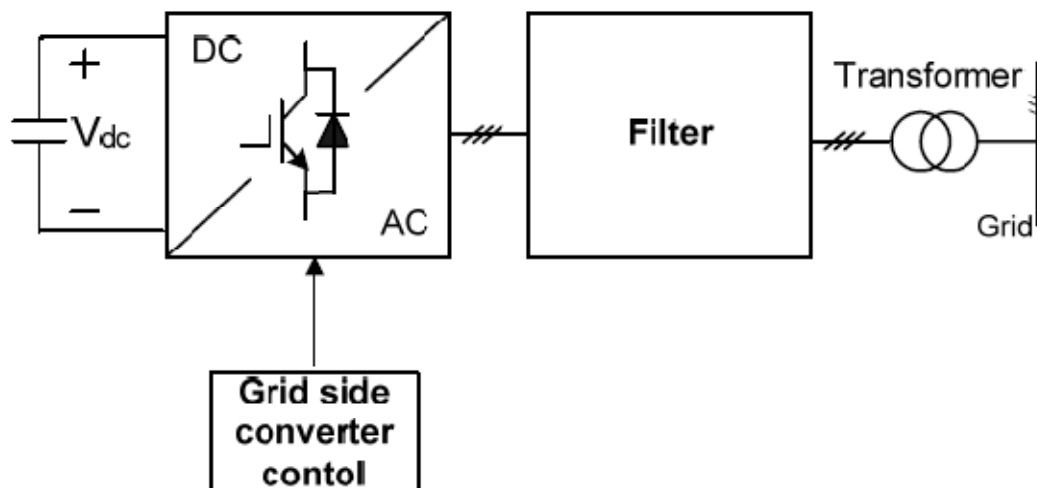 DC
+
Vdc
−
AC
Filter
Transformer
Grid
Grid side
converter
contol